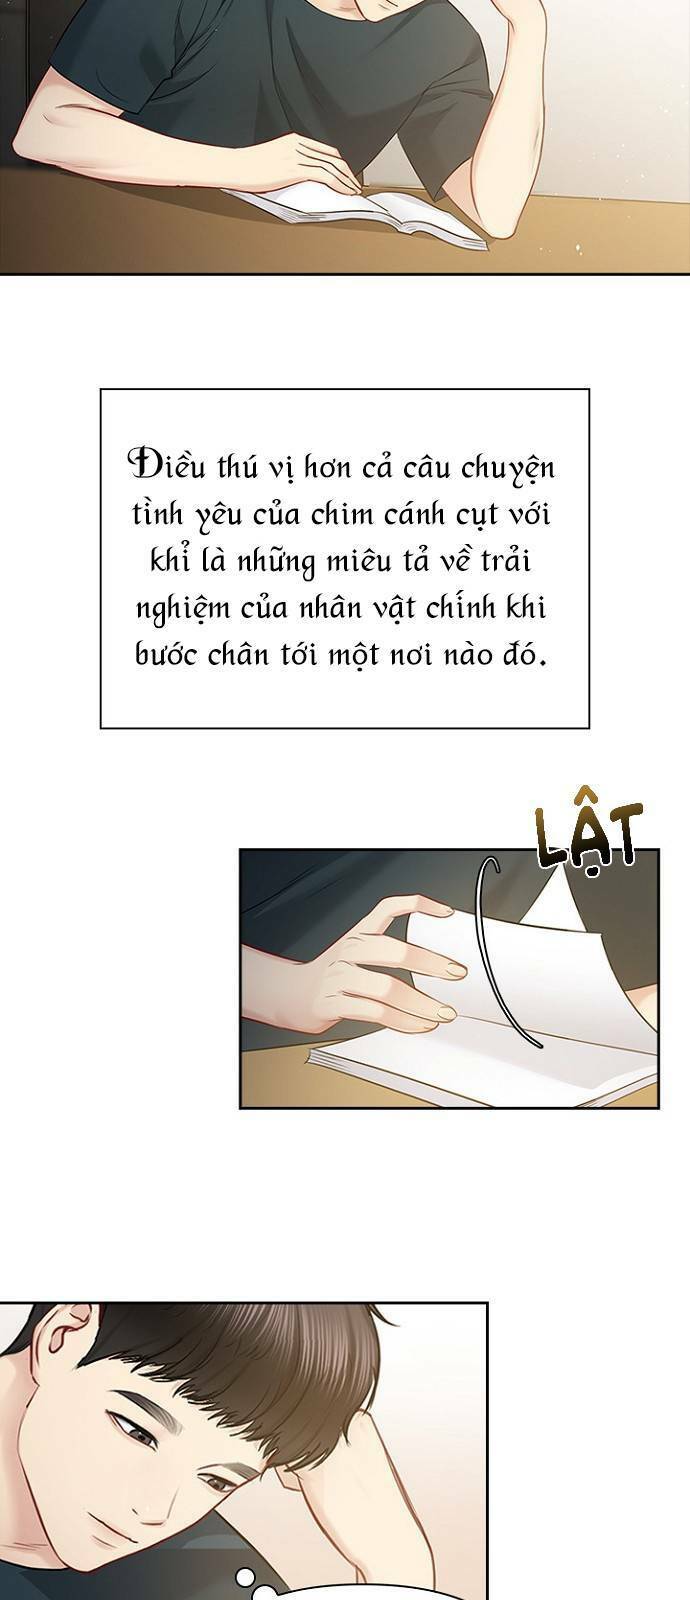 Điều thú vị hơn cả câu chuyện
tình yêu của chim cánh cụt với
khỉ là những miêu tả về trải
nghiệm của nhân vật chính khi
bước chân tới một nơi nào đó.
LẬT